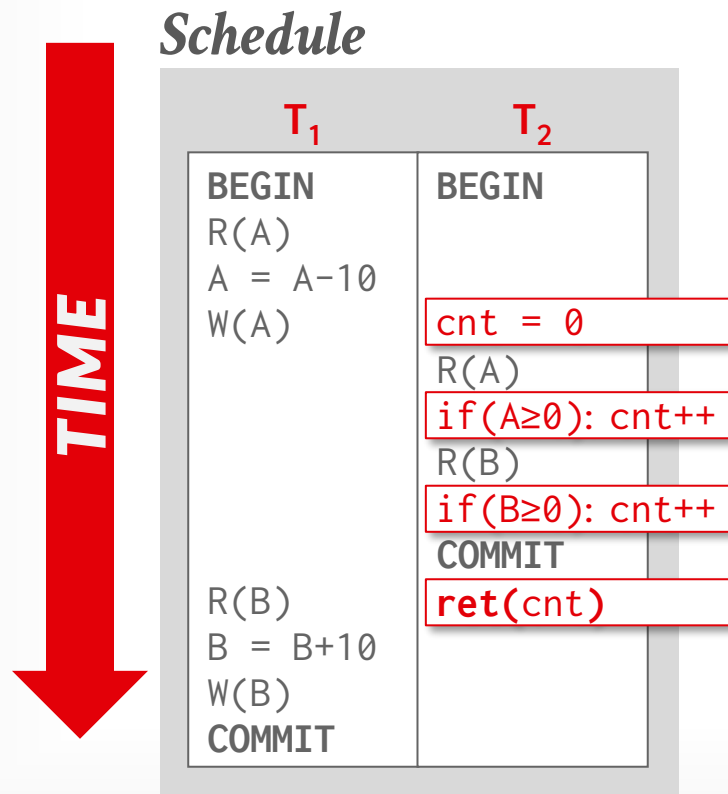 Schedule
TIME
T1 T2
BEGIN BEGIN
R(A)
A = A-10
W(A) cnt = 0
R(A)
if(A≥0): cnt++
R(B)
if(B≥0): cnt++
COMMIT
R(B) ret(cnt)
B = B+10
W(B)
COMMIT